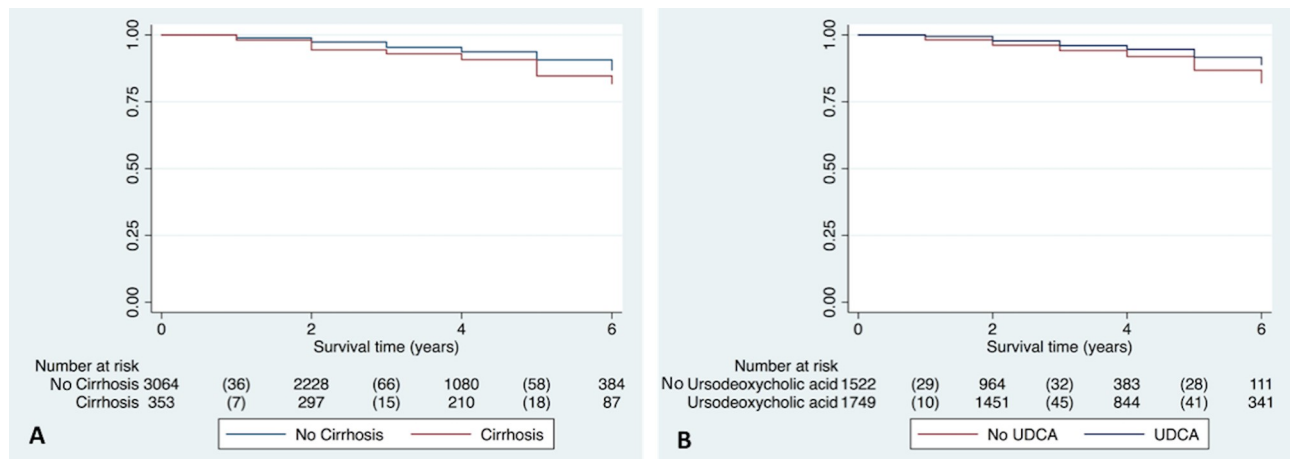 1.00
0.75
0.50
0.25
0.00
0 2 4 6
Survival time (years)
Number at risk
No Cirrhosis 3064 (36) 2228 (66) 1080 (58) 384
Cirrhosis 353 (7) 297 (15) 210 (18) 87
A
No Cirrhosis Cirrhosis
1.00
0.75
0.50
0.25
0.00
0 2 4 6
Survival time (years)
Number at risk
No Ursodeoxycholic acid 1522 (29) 964 (32) 383 (28) 111
Ursodeoxycholic acid 1749 (10) 1451 (45) 844 (41) 341
B
No UDCA UDCA